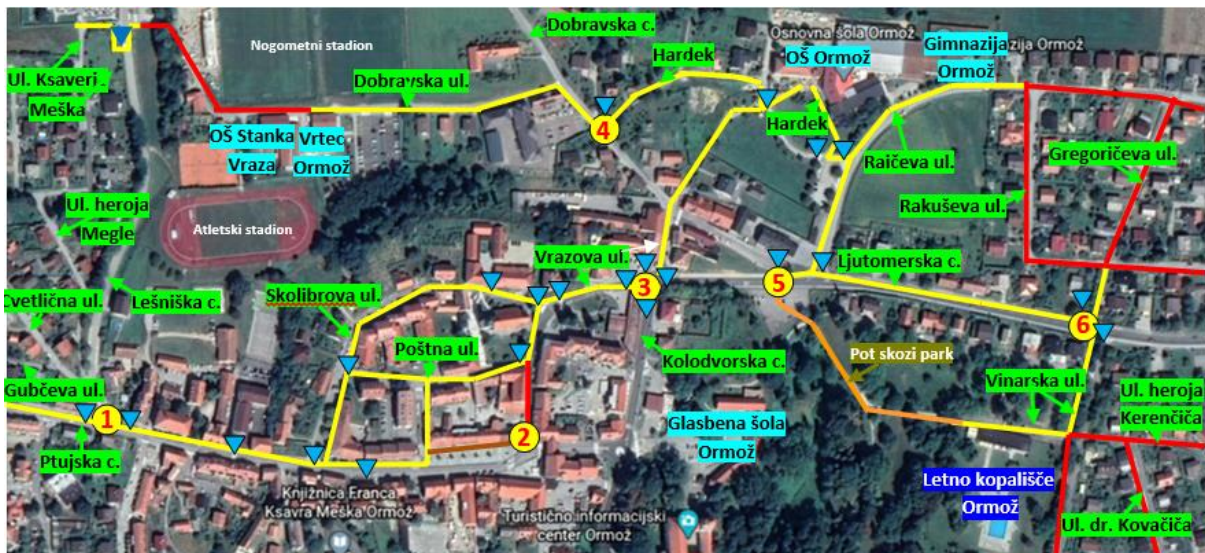 Dobravska c.
Nogometni stadion
Hardek
Osnovna šola Ormož
OŠ Ormož
Gimnazija
Ormož
zija Ormož
Ul. Ksaveri.
Meška
Dobravska ul.
4
Hardek
OŠ Stanka
Vraza
Vrtec
Ormož
Raičeva ul.
Gregoričeva ul.
Rakuševa ul.
Ul. heroja
Megle
Atletski stadion
Vrazova ul.
Ljutomerska c.
Skolibrova ul.
Lešniška c.
Cvetlična ul.
3
5
6
Poštna ul.
Kolodvorska c.
Pot skozi park
Gubčeva ul.
Vinarska ul.
Ul. heroja
Kerenčiča
1
2
Ptujska c.
Glasbena šola
Ormož
Letno kopališče
Ormož
Knjižnica Franca
Ksavra Meška Ormož
Turistično informacijski
center Ormož
Ul. dr. Kovačiča